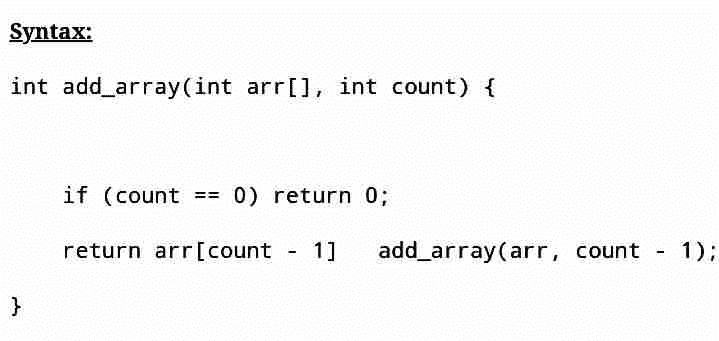 Syntax:
int add_array(int arr[], int count) {
    if (count == 0) return 0;
    return arr[count - 1]   add_array(arr, count - 1);
}